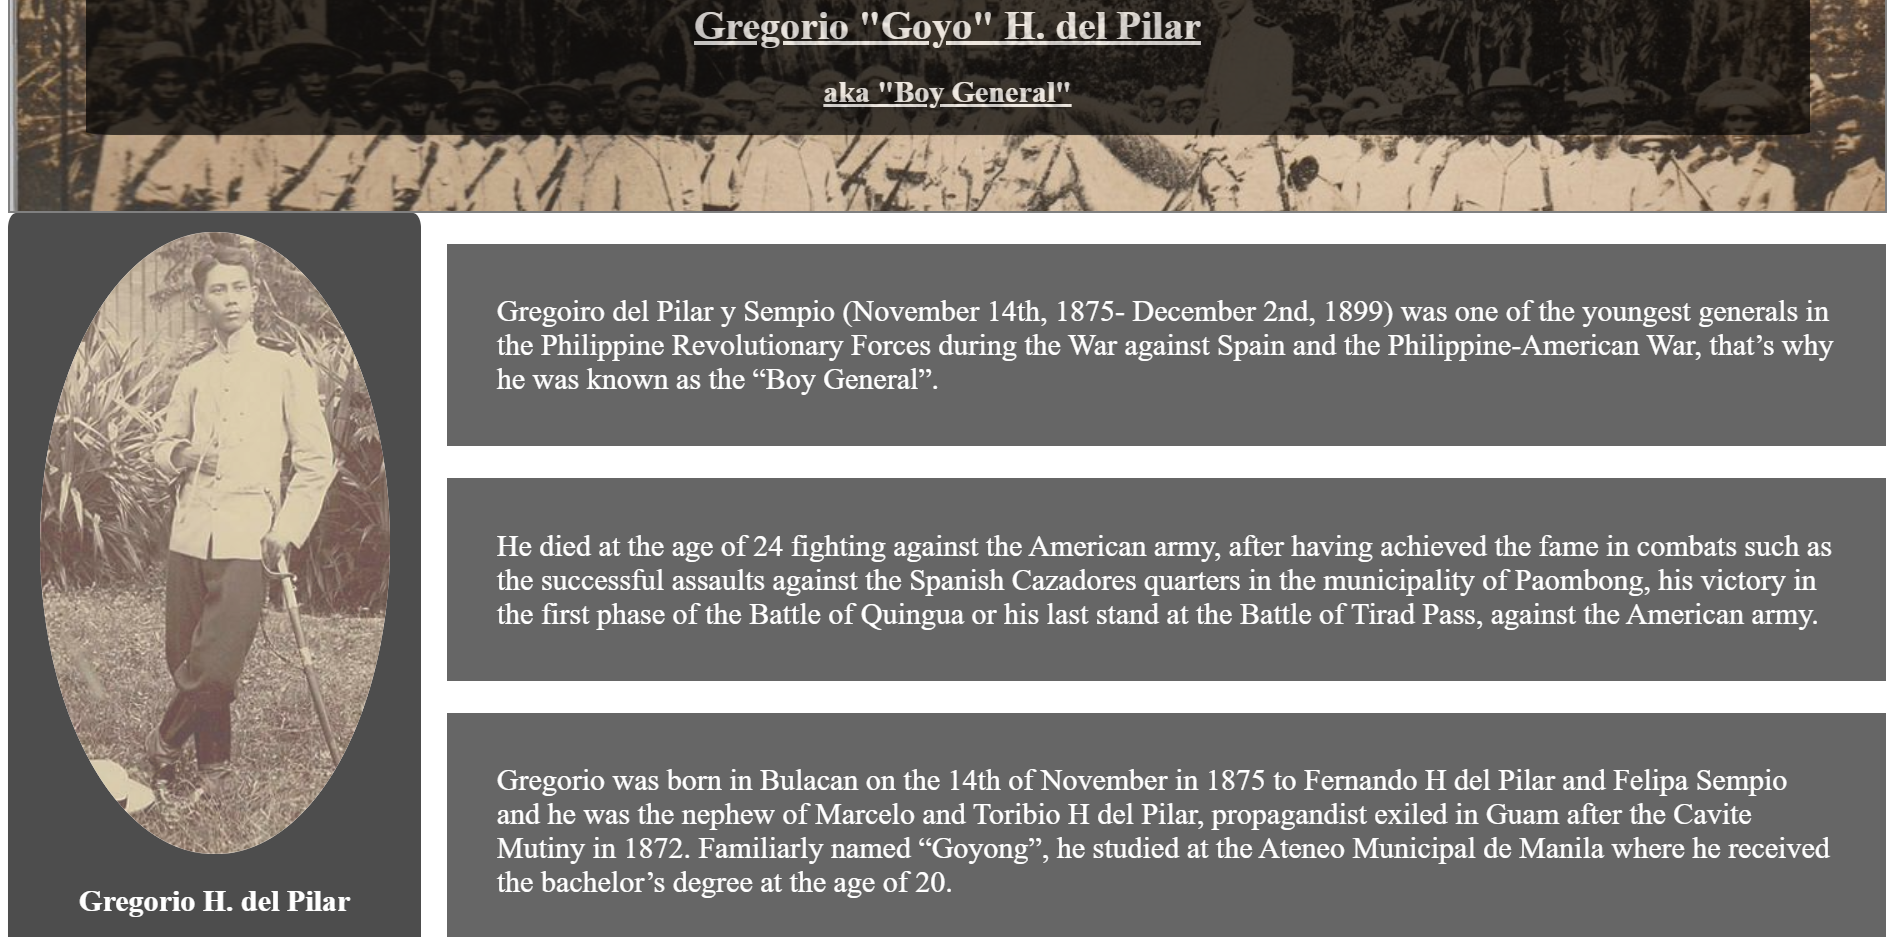 Gregorio "Goyo" H. del Pilar
aka "Boy General"
Gregorio H. del Pilar
Gregoiro del Pilar y Sempio (November 14th, 1875- December 2nd, 1899) was one of the youngest generals in
the Philippine Revolutionary Forces during the War against Spain and the Philippine-American War, that’s why
he was known as the “Boy General”.
He died at the age of 24 fighting against the American army, after having achieved the fame in combats such as
the successful assaults against the Spanish Cazadores quarters in the municipality of Paombong, his victory in
the first phase of the Battle of Quingua or his last stand at the Battle of Tirad Pass, against the American army.
Gregorio was born in Bulacan on the 14th of November in 1875 to Fernando H del Pilar and Felipa Sempio
and he was the nephew of Marcelo and Toribio H del Pilar, propagandist exiled in Guam after the Cavite
Mutiny in 1872. Familiarly named “Goyong”, he studied at the Ateneo Municipal de Manila where he received
the bachelor’s degree at the age of 20.